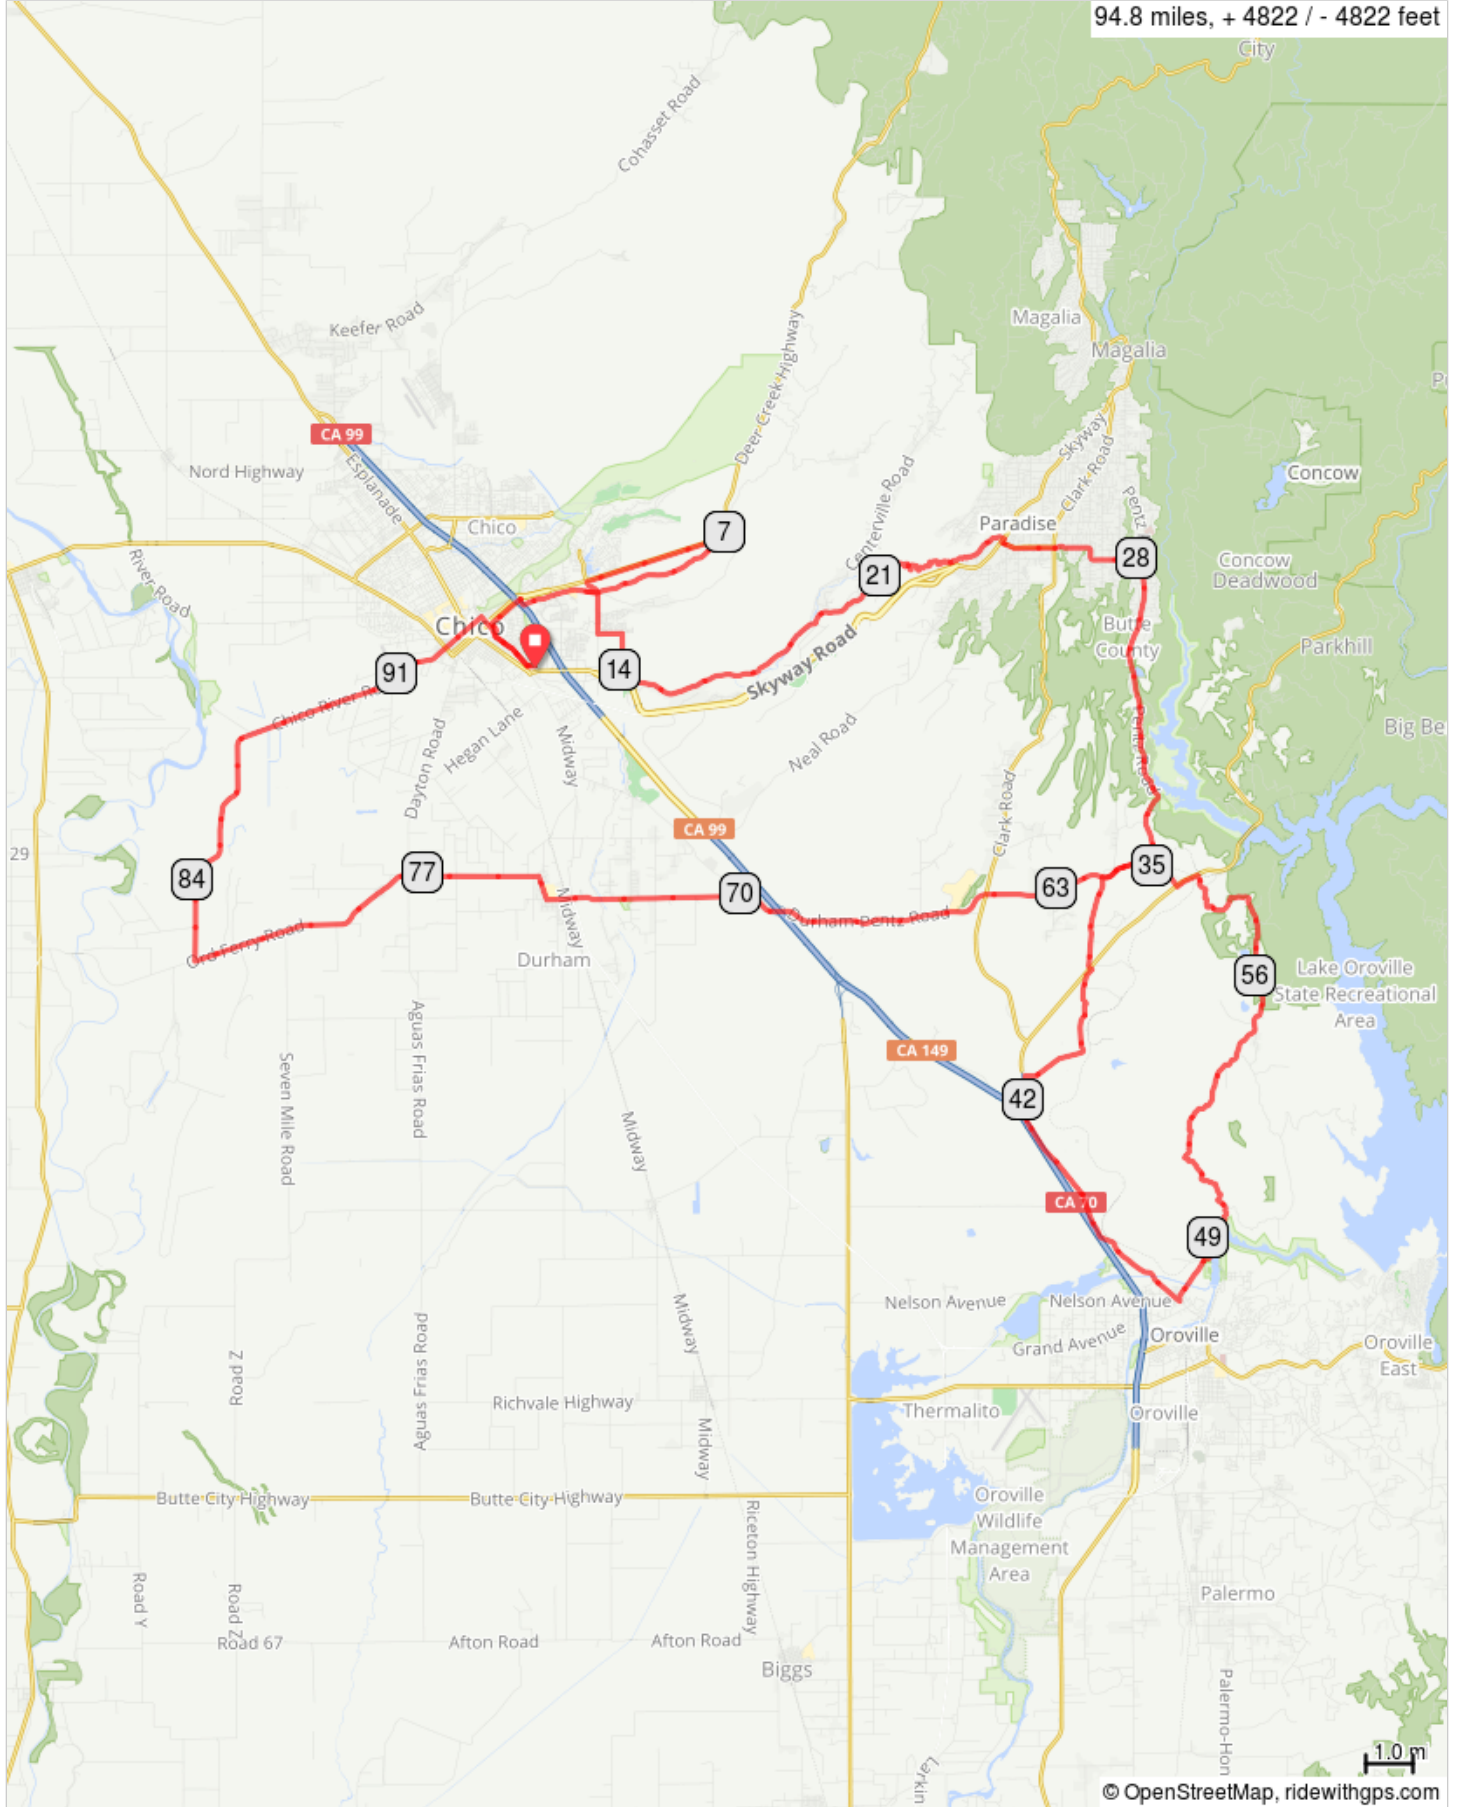 94.8 miles, + 4822 / - 4822 feet
City
Cohasset Road
Keefer Road
Magalia
Magalia
Deer Creek Highway
CA 99
Esplanade
Nord Highway
Skyway
Clark Road
Concow
Centerville Road
Pentz
Chico
Paradise
7
28
21
River Road
Concow
Deadwood
Chico
Butte
County
Parkhill
91
14
Skyway Road
Chico River R
Hegan Lane
Dayton Road
Midway
Neal Road
Pentz Road
Big Be
Clark Road
CA 99
29
84
77
70
63
35
Durham-Pentz Road
Midway
Ord Ferry Road
Durham
56
Lake Oroville
State Recreational
Area
Aguas Frias Road
Seven Mile Road
CA 149
42
Midway
CA 70
49
Nelson Avenue
Nelson Avenue
Midway
Grand Avenue
Oroville
Oroville
East
Road Z
Aguas Frias Road
Richvale Highway
Thermalito
Oroville
Midway
Butte City Highway
Butte City Highway
Oroville
Wildlife
Management
Area
Riceton Highway
Road Y
Road Z
Palermo
Road 67
Afton Road
Afton Road
Biggs
Palermo-Hon
Larkin
1.0 m
© OpenStreetMap, ridewithgps.com